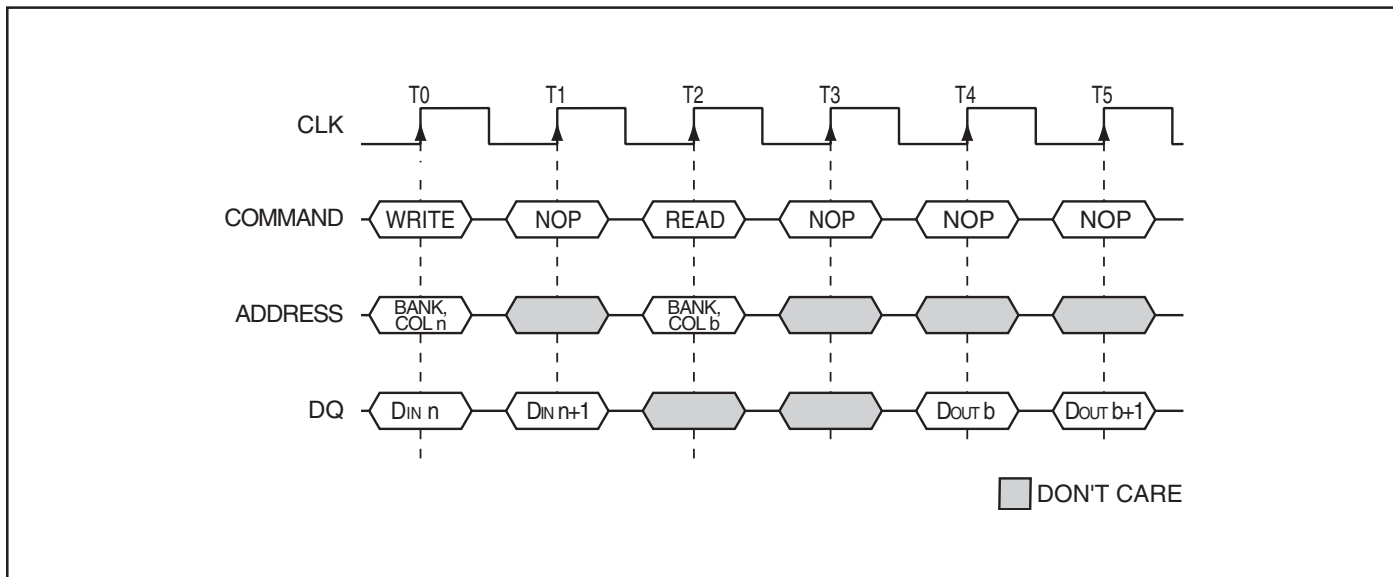 T0 T1 T2 T3 T4 T5
CLK
COMMAND WRITE NOP READ NOP NOP NOP
ADDRESS BANK, COL n BANK, COL b
DQ DIN n DIN n+1 DOUT b DOUT b+1
DON'T CARE